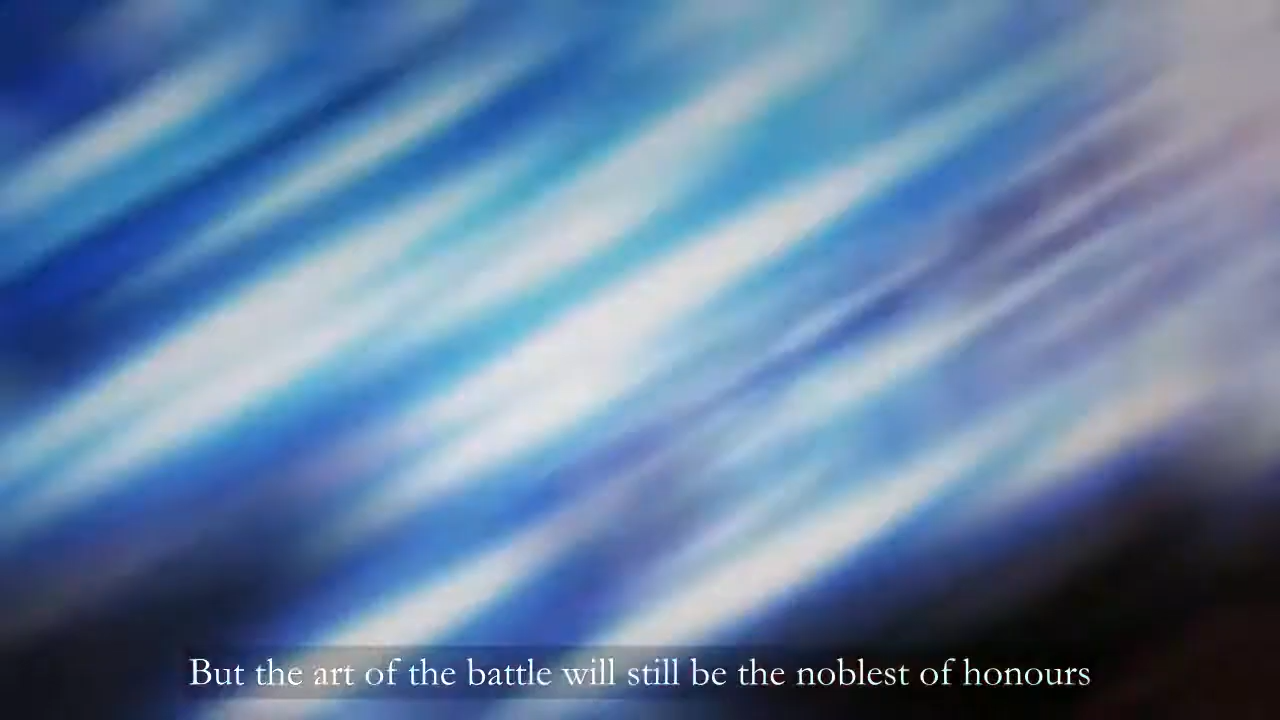 But the art of the battle will still be the noblest of honours